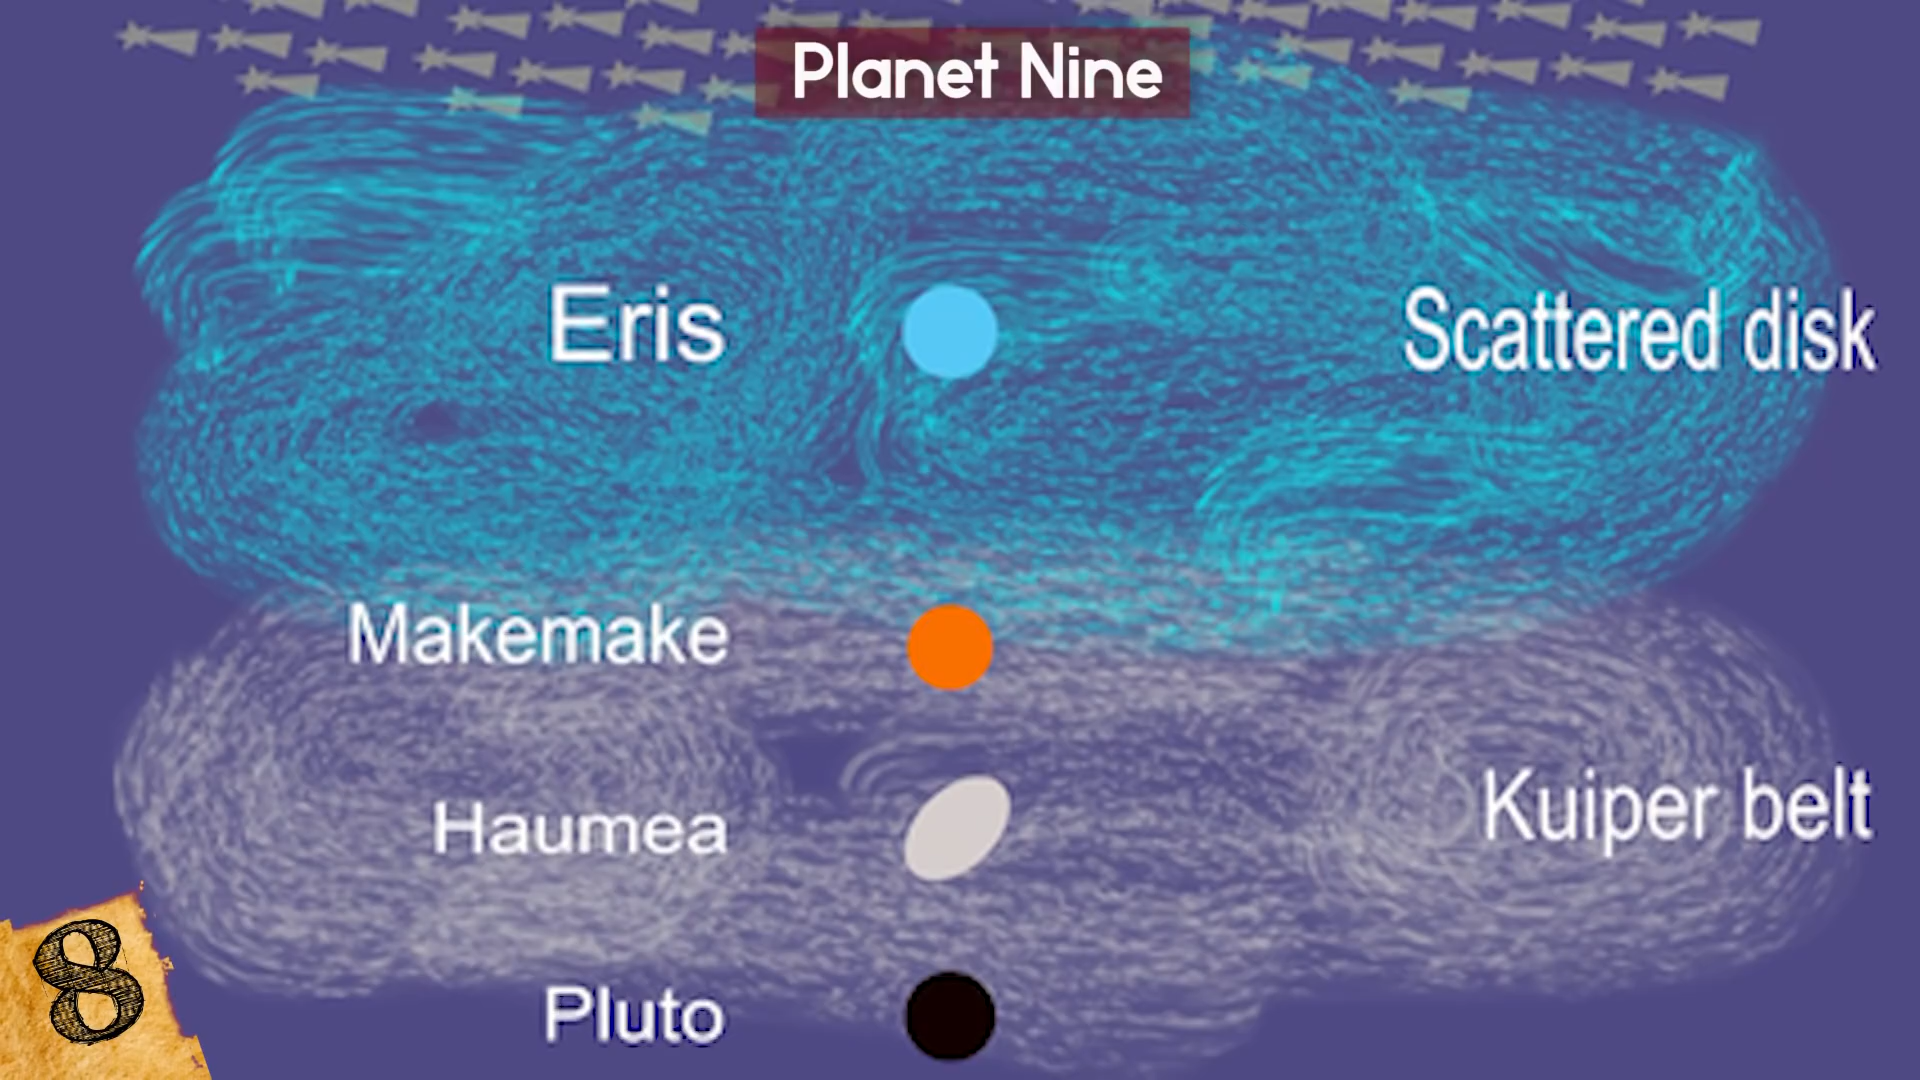 Planet Nine
Eris
Scattered disk
Makemake
Haumea
Kuiper belt
Pluto
8